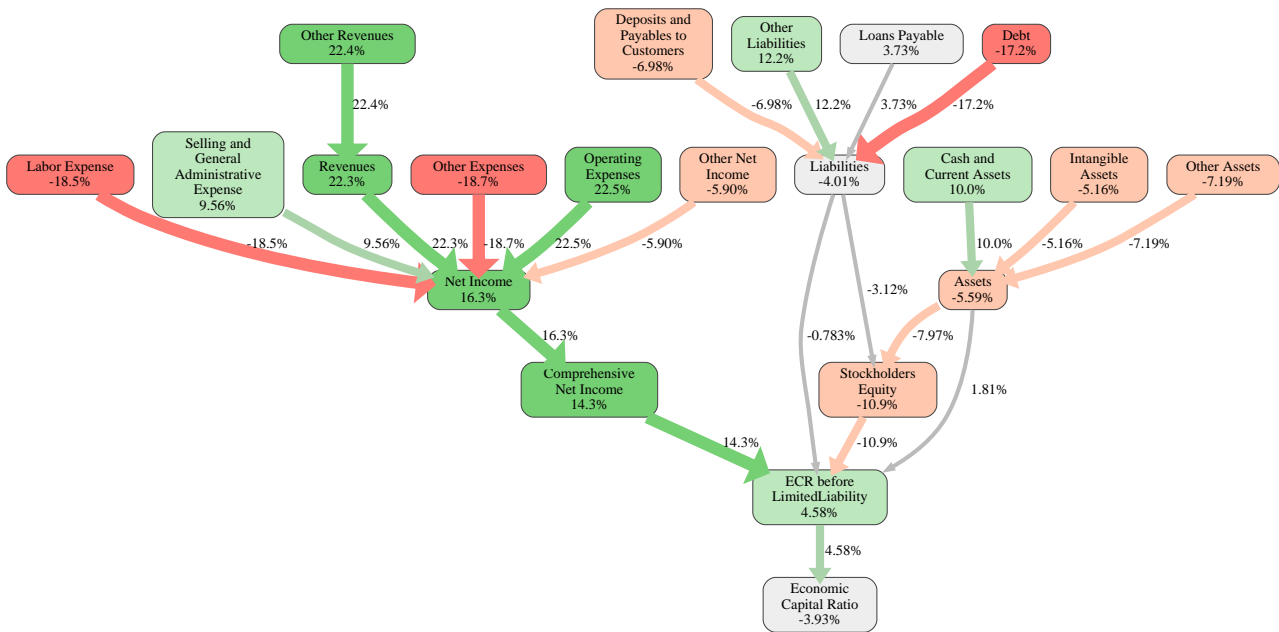 Other Revenues
22.4%
Deposits and
Payables to
Customers
-6.98%
Other
Liabilities
12.2%
Loans Payable
3.73%
Debt
-17.2%
22.4%
-6.98%
12.2%
3.73%
-17.2%
Labor Expense
-18.5%
Selling and
General
Administrative
Expense
9.56%
Revenues
22.3%
Other Expenses
-18.7%
Operating
Expenses
22.5%
Other Net
Income
-5.90%
Liabilities
-4.01%
Cash and
Current Assets
10.0%
Intangible
Assets
-5.16%
Other Assets
-7.19%
-18.5%
9.56%
22.3%
-18.7%
22.5%
-5.90%
10.0%
-5.16%
-7.19%
Net Income
16.3%
Assets
-5.59%
16.3%
-0.783%
-3.12%
-7.97%
1.81%
Comprehensive
Net Income
14.3%
Stockholders
Equity
-10.9%
14.3%
-10.9%
ECR before
LimitedLiability
4.58%
4.58%
Economic
Capital Ratio
-3.93%